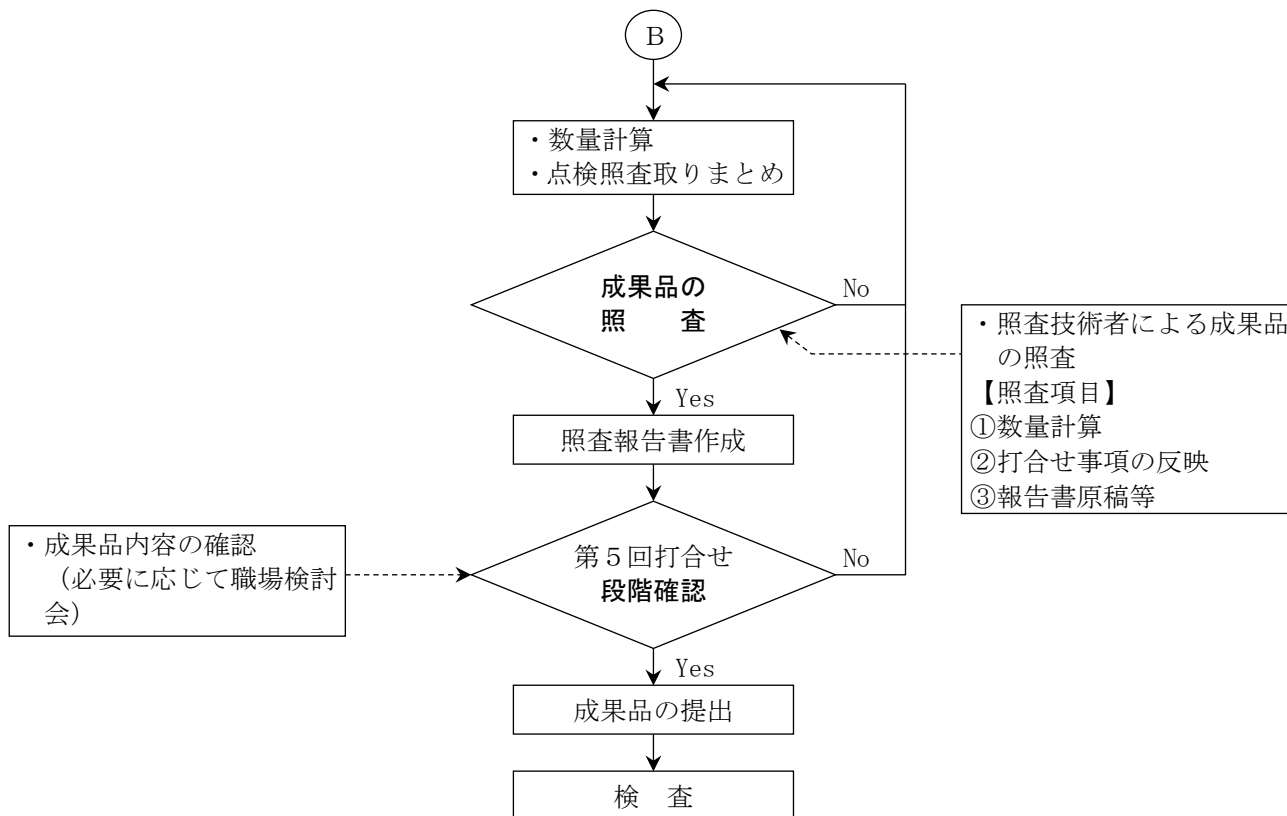 B
・数量計算
・点検照査取りまとめ
成果品の
照　査
No
・照査技術者による成果品
の照査
【照査項目】
①数量計算
②打合せ事項の反映
③報告書原稿等
Yes
照査報告書作成
・成果品内容の確認
（必要に応じて職場検討
会）
第５回打合せ
段階確認
No
Yes
成果品の提出
検　査